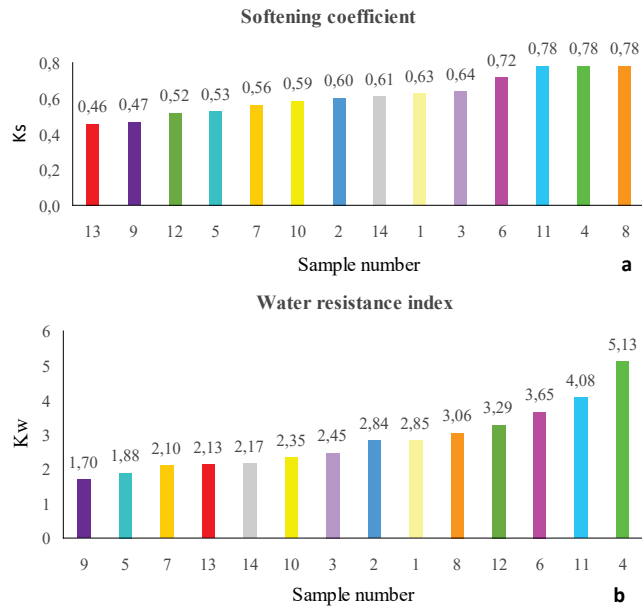 Softening coefficient
0,8
0,6
0,4
0,2
0,0
Ks
0,46 0,47 0,52 0,53 0,56 0,59 0,60 0,61 0,63 0,64 0,72 0,78 0,78 0,78
13 9 12 5 7 10 2 14 1 3 6 11 4 8
Sample number
a
Water resistance index
6
5
4
3
2
1
0
Kw
1,70 1,88 2,10 2,13 2,17 2,35 2,45 2,84 2,85 3,06 3,29 3,65 4,08 5,13
9 5 7 13 14 10 3 2 1 8 12 6 11 4
Sample number
b